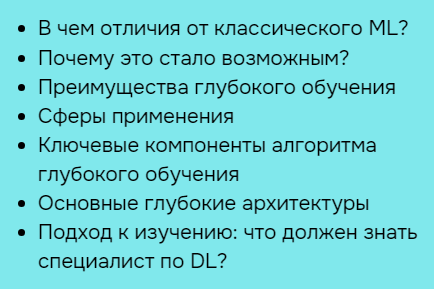 • В чем отличия от классического ML?
• Почему это стало возможным?
• Преимущества глубокого обучения
• Сферы применения
• Ключевые компоненты алгоритма
глубокого обучения
• Основные глубокие архитектуры
• Подход к изучению: что должен знать
специалист по DL?